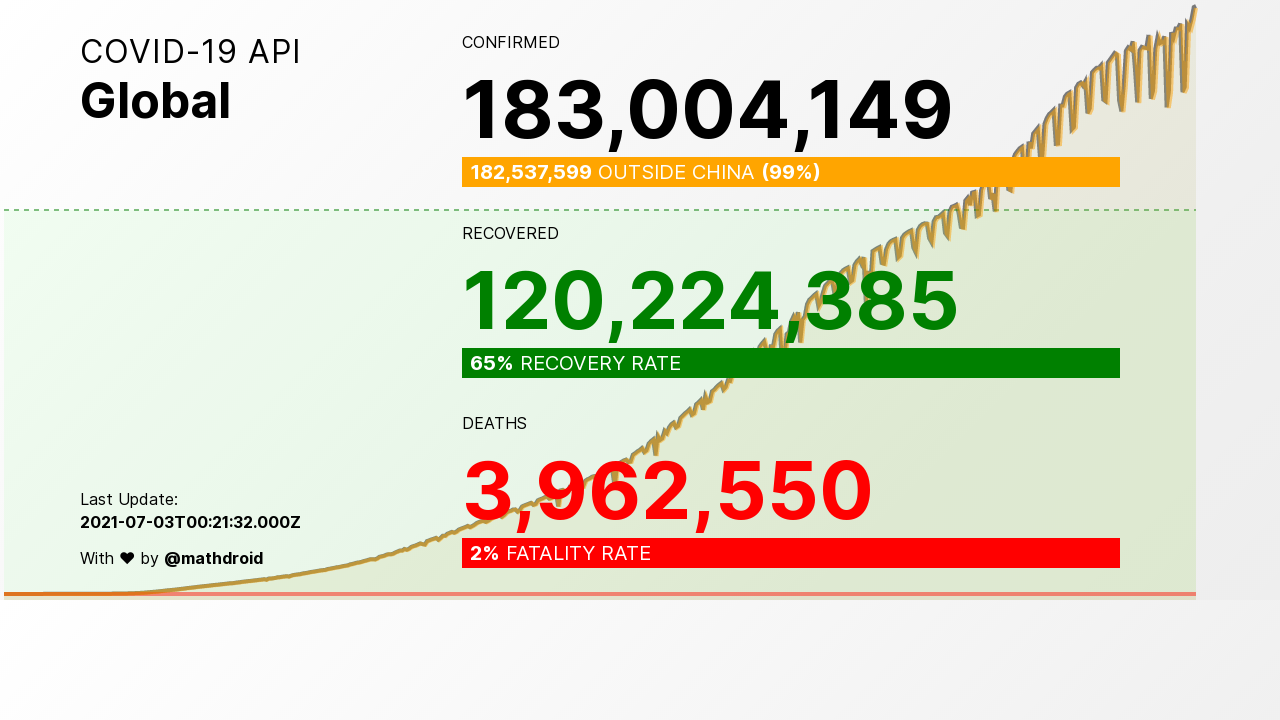 COVID-19 API
Global
CONFIRMED
183,004,149
182,537,599 OUTSIDE CHINA (99%)
RECOVERED
120,224,385
65% RECOVERY RATE
DEATHS
3,962,550
2% FATALITY RATE
Last Update:
2021-07-03T00:21:32.000Z
With ♥ by @mathdroid